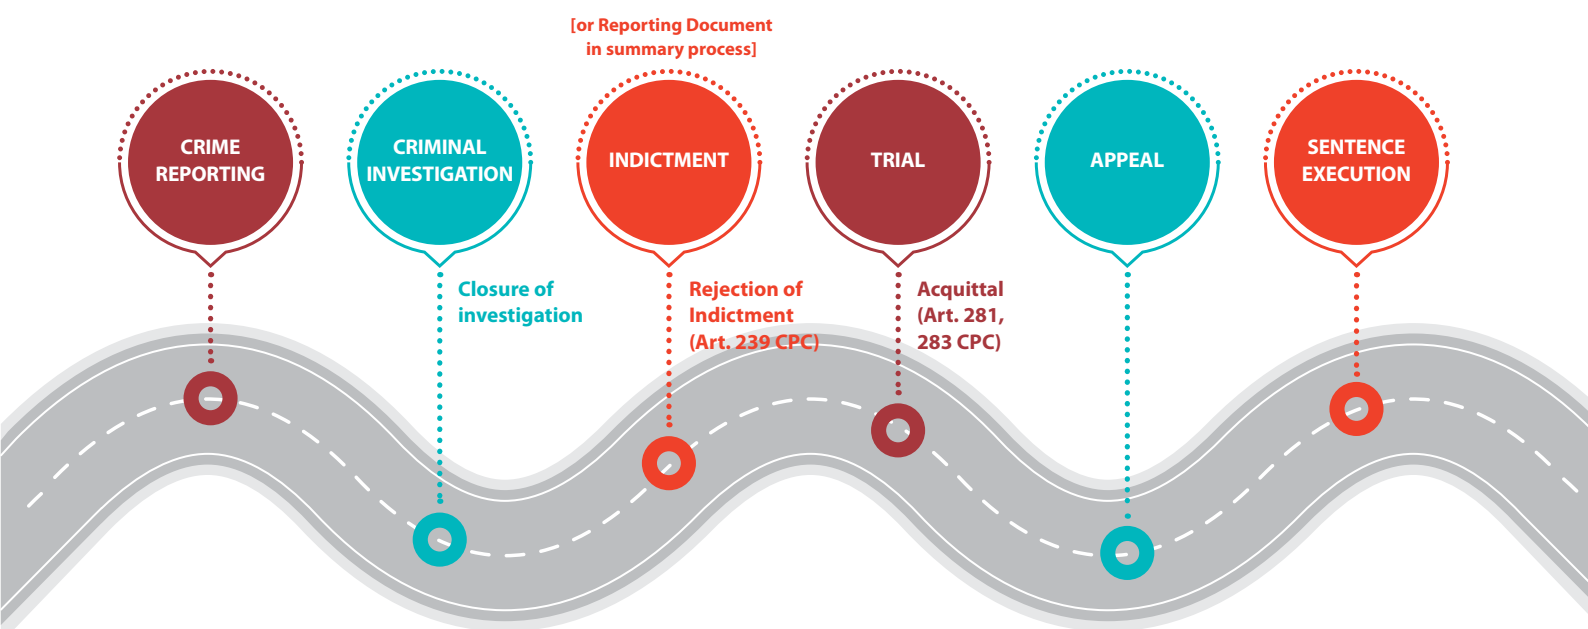 [or Reporting Document
in summary process]
CRIME
REPORTING
CRIMINAL
INVESTIGATION
INDICTMENT
TRIAL
APPEAL
SENTENCE
EXECUTION
Closure of
investigation
Rejection of
Indictment
(Art. 239 CPC)
Acquittal
(Art. 281,
283 CPC)